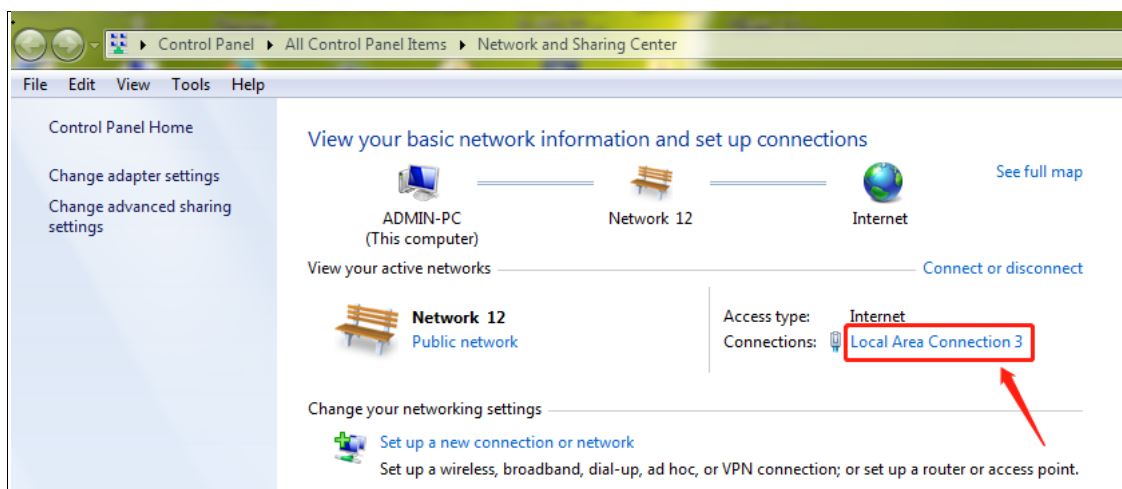 Control Panel ▸ All Control Panel Items ▸ Network and Sharing Center
File Edit View Tools Help
Control Panel Home
Change adapter settings
Change advanced sharing
settings
View your basic network information and set up connections
See full map
ADMIN-PC
(This computer)
Network 12
Internet
View your active networks
Connect or disconnect
Network 12
Public network
Access type: Internet
Connections: Local Area Connection 3
Change your networking settings
Set up a new connection or network
Set up a wireless, broadband, dial-up, ad hoc, or VPN connection; or set up a router or access point.